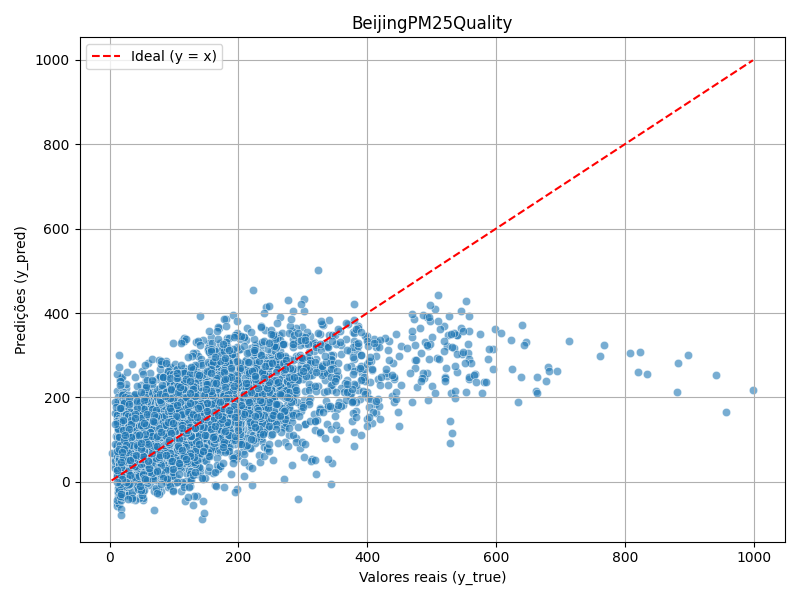 BeijingPM25Quality
Ideal (y = x)
Predições (y_pred)
1000
800
600
400
200
0
0 200 400 600 800 1000
Valores reais (y_true)